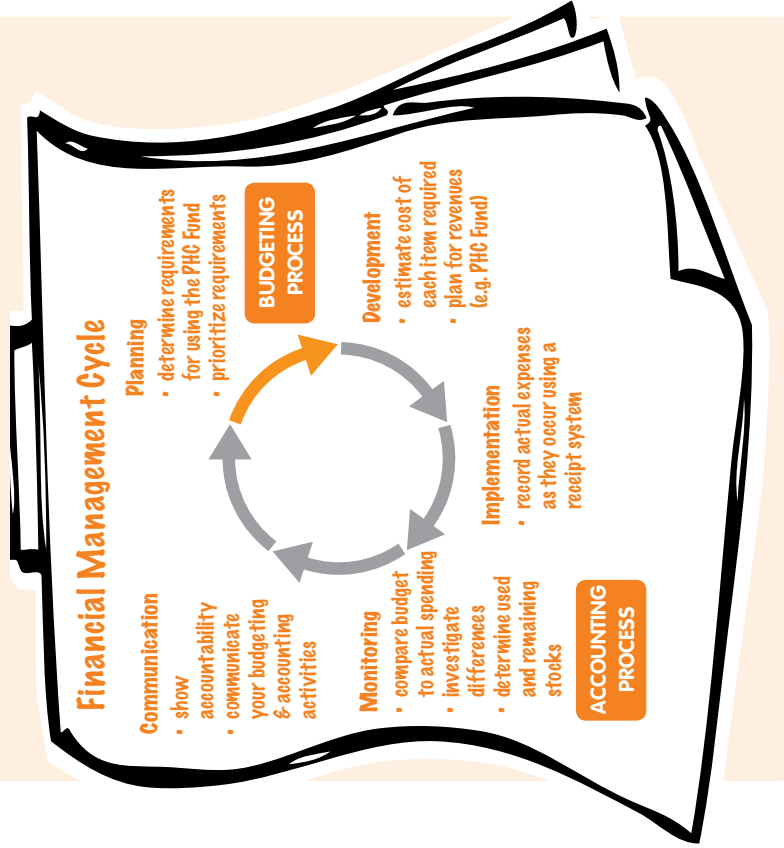 Financial Management Cycle
Planning
• determine requirements
for using the PHC Fund
• prioritize requirements
BUDGETING
PROCESS
Development
• estimate cost of
each item required
• plan for revenues
(e.g. PHC Fund)
Implementation
• record actual expenses
as they occur using a
receipt system
ACCOUNTING
PROCESS
Monitoring
• compare budget
to actual spending
• investigate
differences
• determine used
and remaining
stocks
Communication
• show
accountability
• communicate
your budgeting
& accounting
activities